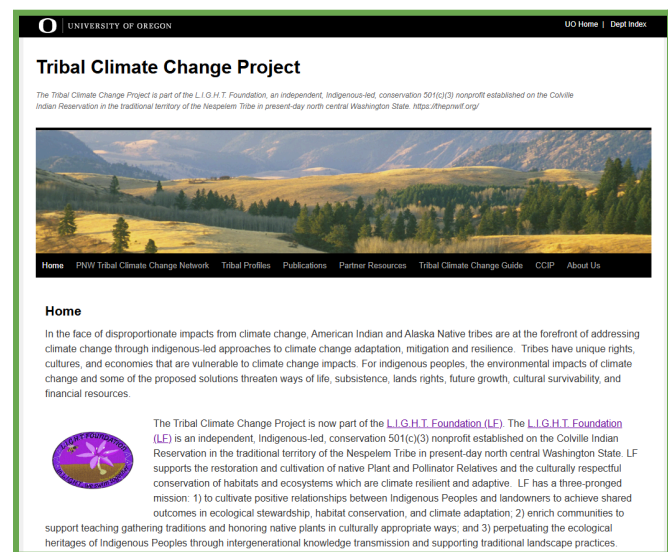 UNIVERSITY OF OREGON
UO Home | Dept Index
Tribal Climate Change Project
The Tribal Climate Change Project is part of the L.I.G.H.T. Foundation, an independent, Indigenous-led, conservation 501(c)(3) nonprofit established on the Colville
Indian Reservation in the traditional territory of the Nespelem Tribe in present-day north central Washington State. https://thepnwlf.org/
Home PNW Tribal Climate Change Network Tribal Profiles Publications Partner Resources Tribal Climate Change Guide CCIP About Us
Home
In the face of disproportionate impacts from climate change, American Indian and Alaska Native tribes are at the forefront of addressing
climate change through indigenous-led approaches to climate change adaptation, mitigation and resilience. Tribes have unique rights,
cultures, and economies that are vulnerable to climate change impacts. For indigenous peoples, the environmental impacts of climate
change and some of the proposed solutions threaten ways of life, subsistence, lands rights, future growth, cultural survivability, and
financial resources.
L.I.G.H.T. FOUNDATION
The Tribal Climate Change Project is now part of the L.I.G.H.T. Foundation (LF). The L.I.G.H.T. Foundation
(LF) is an independent, Indigenous-led, conservation 501(c)(3) nonprofit established on the Colville Indian
Reservation in the traditional territory of the Nespelem Tribe in present-day north central Washington State. LF
supports the restoration and cultivation of native Plant and Pollinator Relatives and the culturally respectful
conservation of habitats and ecosystems which are climate resilient and adaptive. LF has a three-pronged
mission: 1) to cultivate positive relationships between Indigenous Peoples and landowners to achieve shared
outcomes in ecological stewardship, habitat conservation, and climate adaptation; 2) enrich communities to
support teaching gathering traditions and honoring native plants in culturally appropriate ways; and 3) perpetuating the ecological
heritages of Indigenous Peoples through intergenerational knowledge transmission and supporting traditional landscape practices.